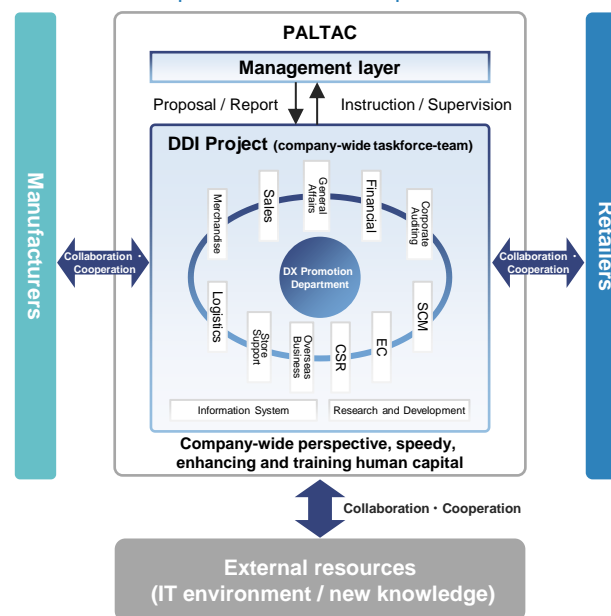 PALTAC
Management layer
Proposal / Report
Instruction / Supervision
DDI Project (company-wide taskforce-team)
Merchandise
Sales
General
Affairs
Financial
Corporate
Auditing
DX Promotion
Department
Logistics
Store
Support
Overseas
Business
CSR
EC
SCM
Information System
Research and Development
Company-wide perspective, speedy,
enhancing and training human capital
Manufacturers
Collaboration・
Cooperation
Collaboration・
Cooperation
Retailers
Collaboration・Cooperation
External resources
(IT environment / new knowledge)